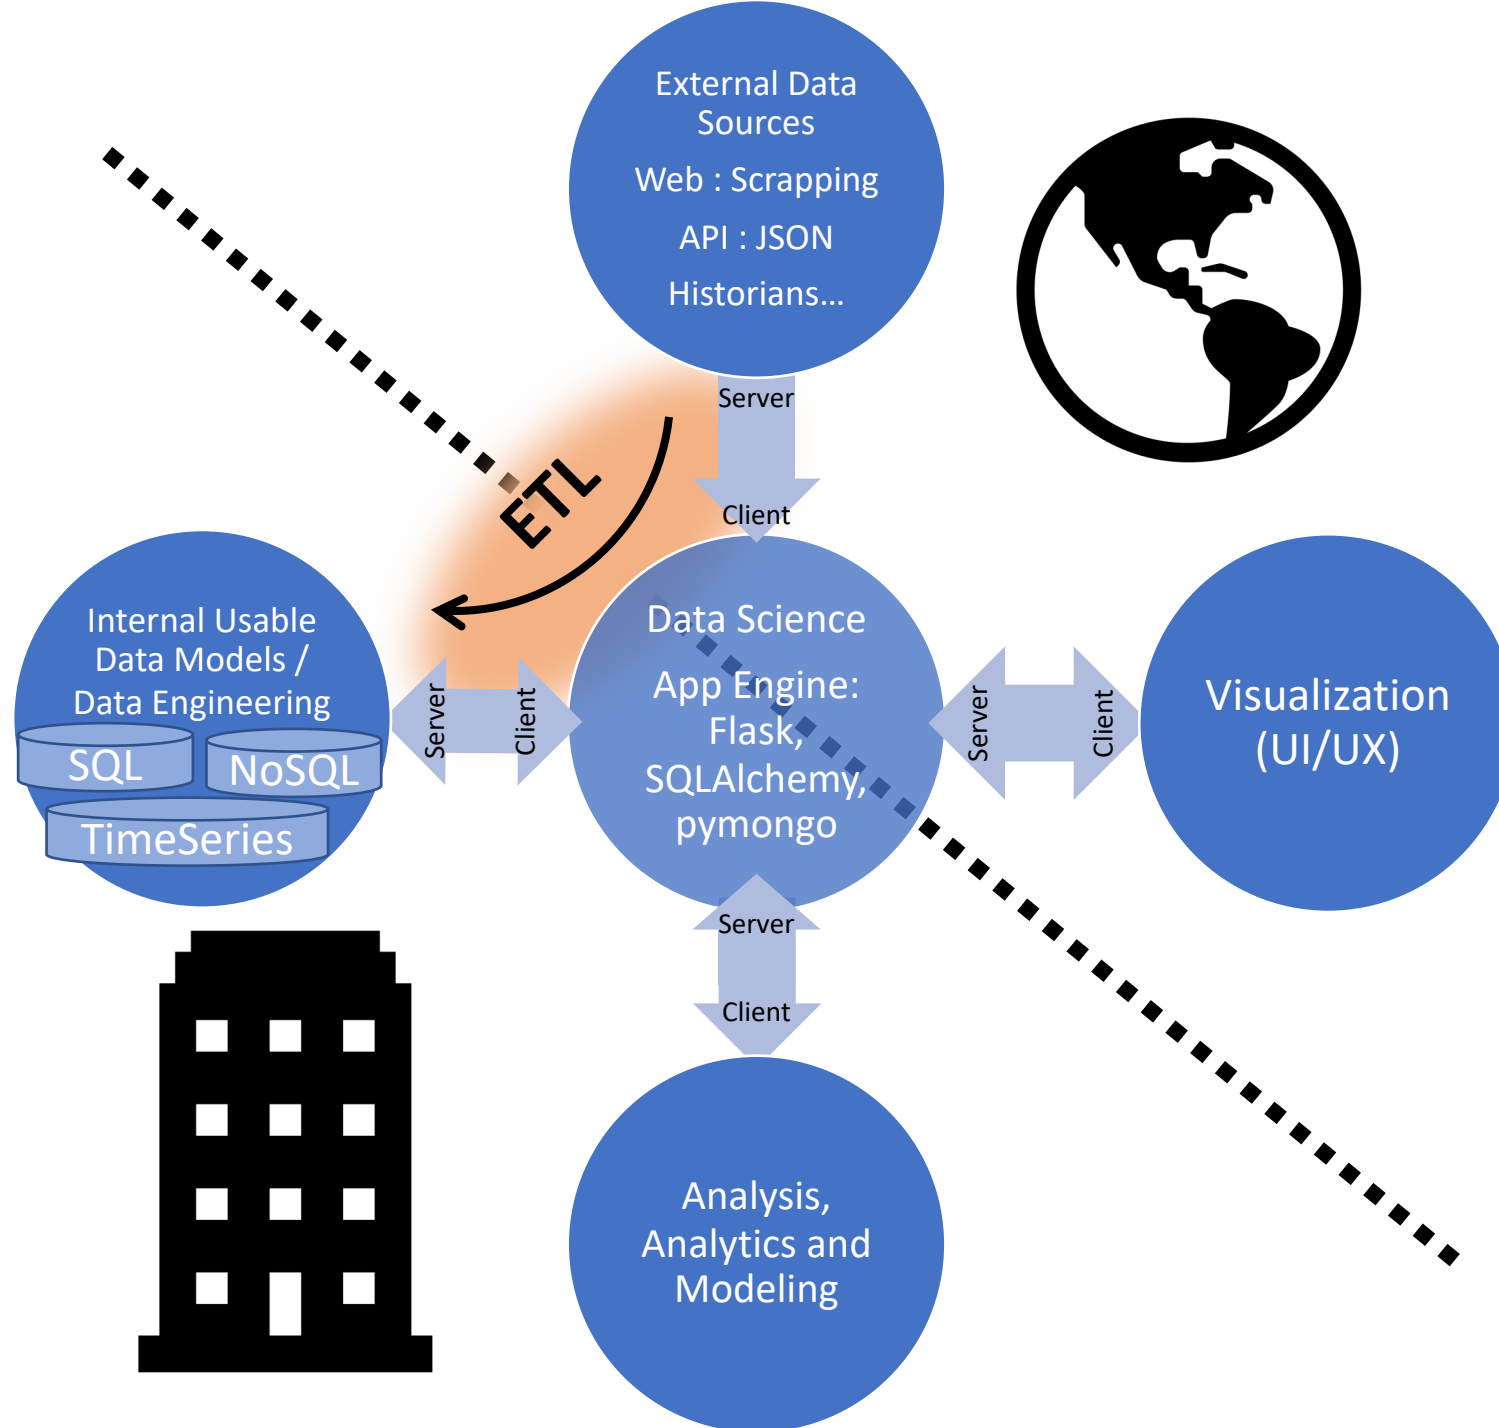 External Data
Sources
Web : Scrapping
API : JSON
Historians...
Server
Client
ETL
Internal Usable
Data Models /
Data Engineering
SQL
NoSQL
TimeSeries
Server
Client
Data Science
App Engine:
Flask,
SQLAlchemy,
pymongo
Server
Client
Visualization
(UI/UX)
Server
Client
Analysis,
Analytics and
Modeling